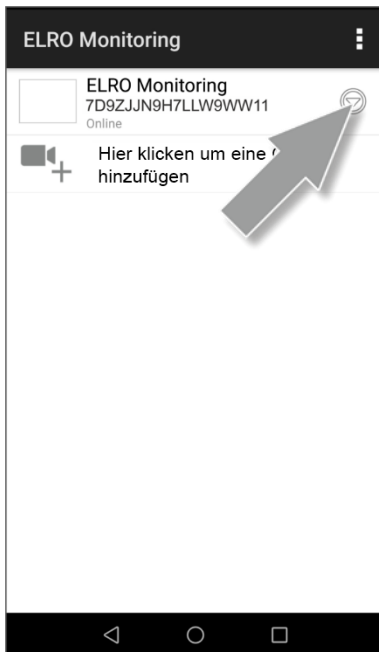 ELRO Monitoring
ELRO Monitoring
7D9ZJJN9H7LLW9WW11
Online
Hier klicken um eine
hinzufügen